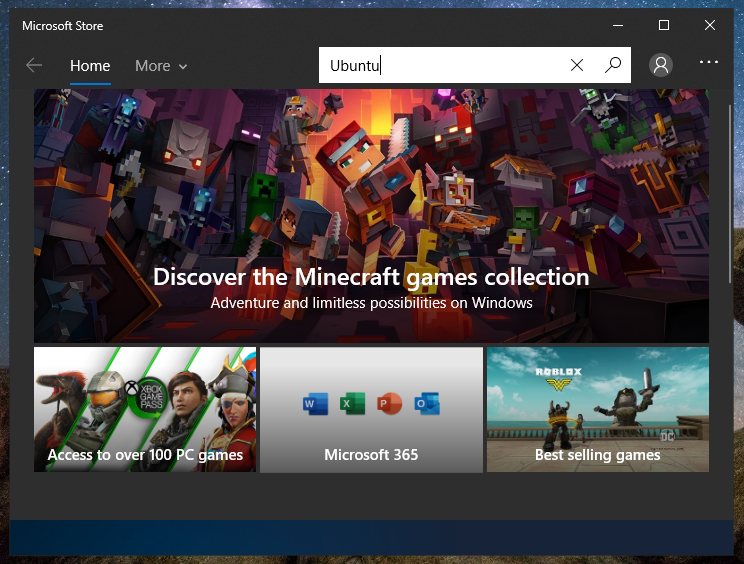 Microsoft Store
Home
More
Ubuntu
Discover the Minecraft games collection
Adventure and limitless possibilities on Windows
XBOX
GAME
PASS
Access to over 100 PC games
W
X
P
O
Microsoft 365
ROBLOX
DC
Best selling games